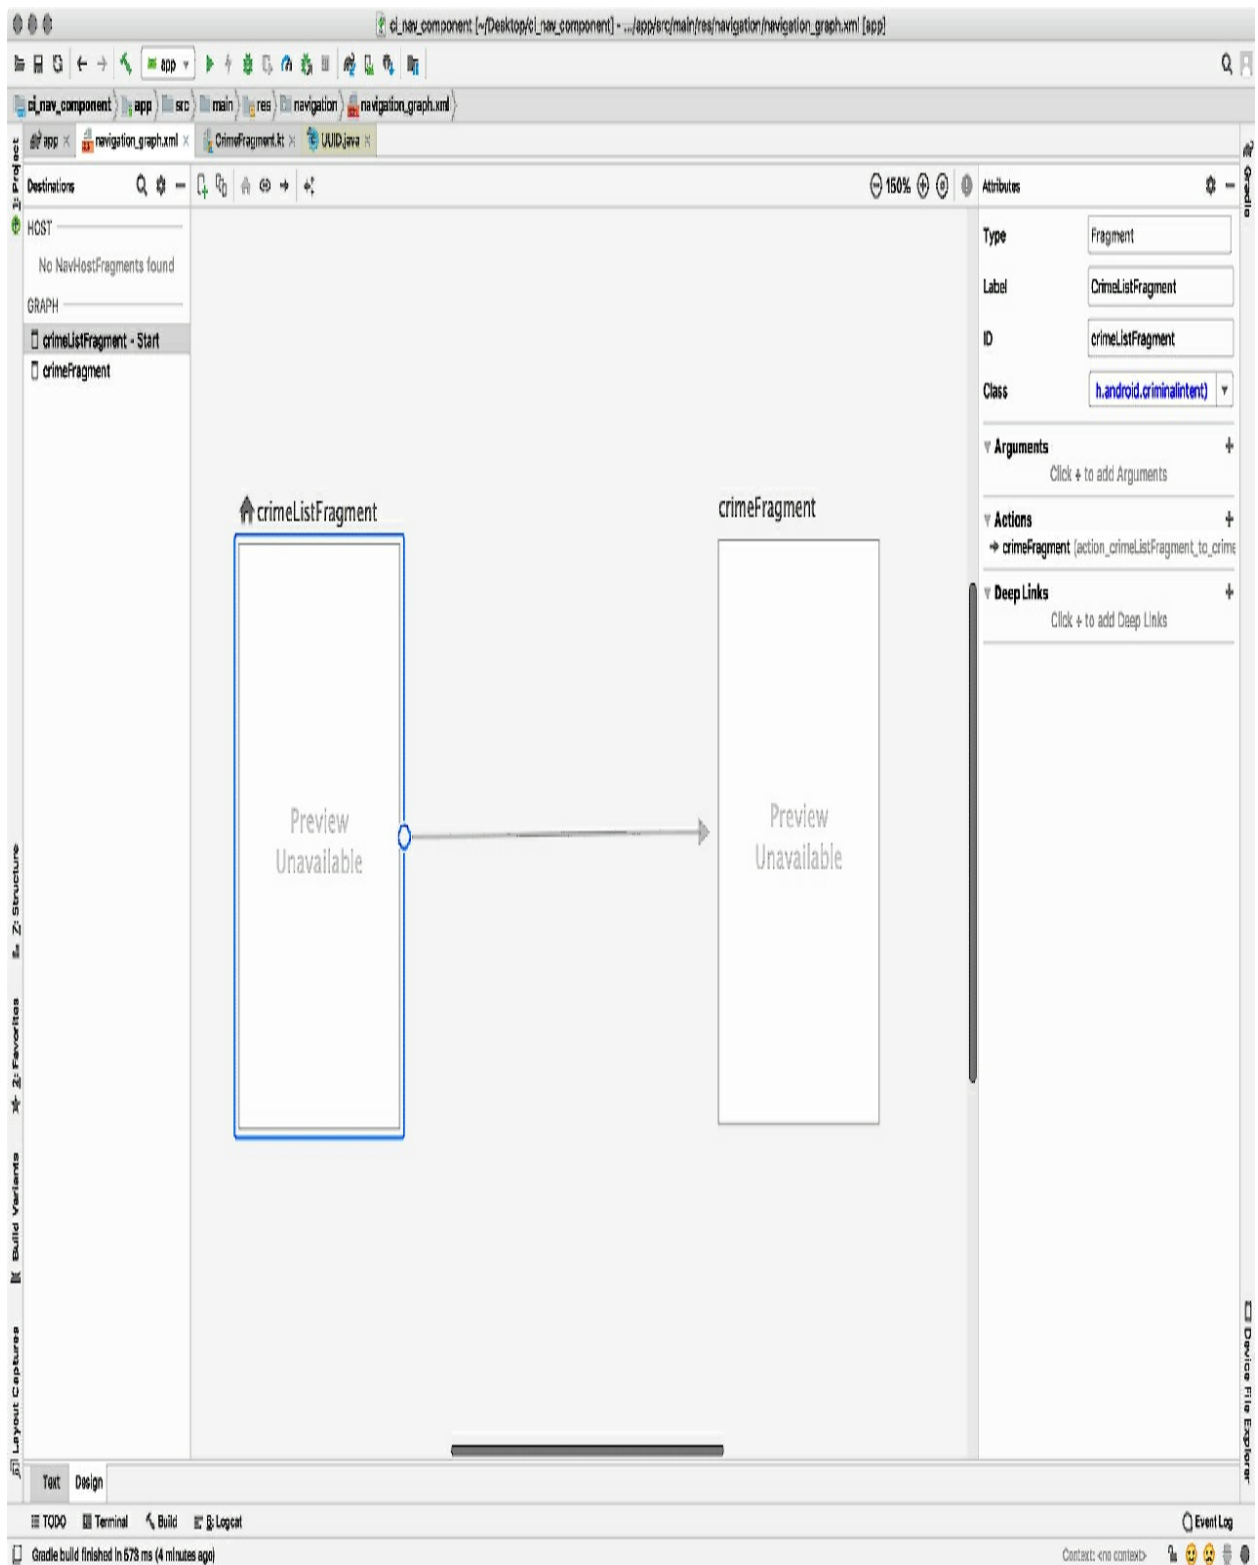 ci_nav_component [~/Desktop/ci_nav_component] - .../app/src/main/res/navigation/navigation_graph.xml [app]
app
ci_nav_component app src main res navigation navigation_graph.xml
app navigation_graph.xml CrimeFragment.kt UUID.java
1: Project
Gradle
Destinations
150%
Attributes
HOST
No NavHostFragments found
GRAPH
crimeListFragment - Start
crimeFragment
Type Fragment
Label CrimeListFragment
ID crimeListFragment
Class h.android.criminalintent)
Arguments
Click + to add Arguments
Actions
crimeFragment (action_crimeListFragment_to_crime
Deep Links
Click + to add Deep Links
crimeListFragment
crimeFragment
Preview
Unavailable
Preview
Unavailable
Z: Structure
2: Favorites
Build Variants
Layout Captures
Device File Explorer
Text Design
TODO Terminal Build 6: Logcat
Event Log
Gradle build finished in 573 ms (4 minutes ago)
Context: <no context>